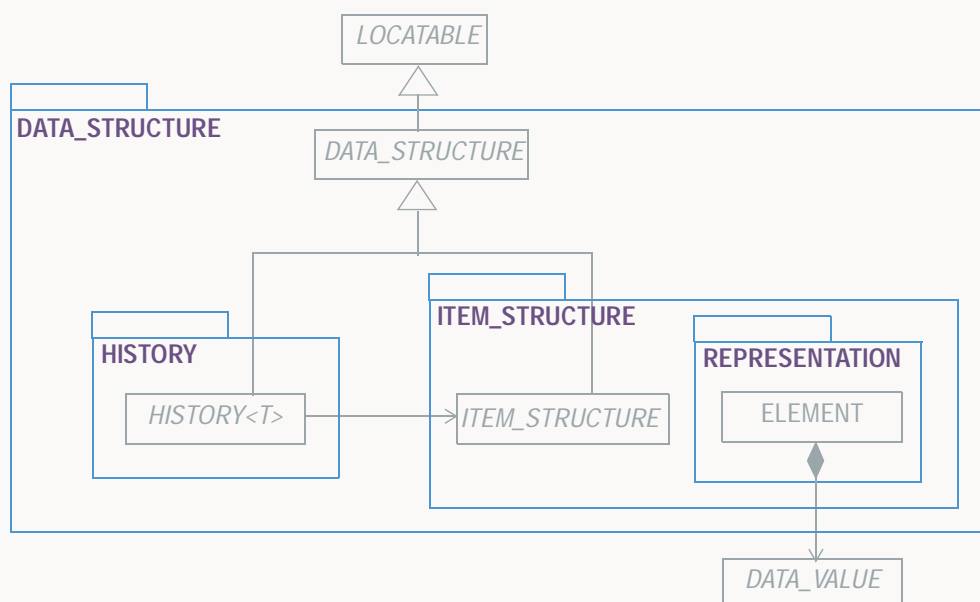 LOCATABLE
DATA_STRUCTURE
DATA_STRUCTURE
ITEM_STRUCTURE
HISTORY
REPRESENTATION
HISTORY<T>
ITEM_STRUCTURE
ELEMENT
DATA_VALUE